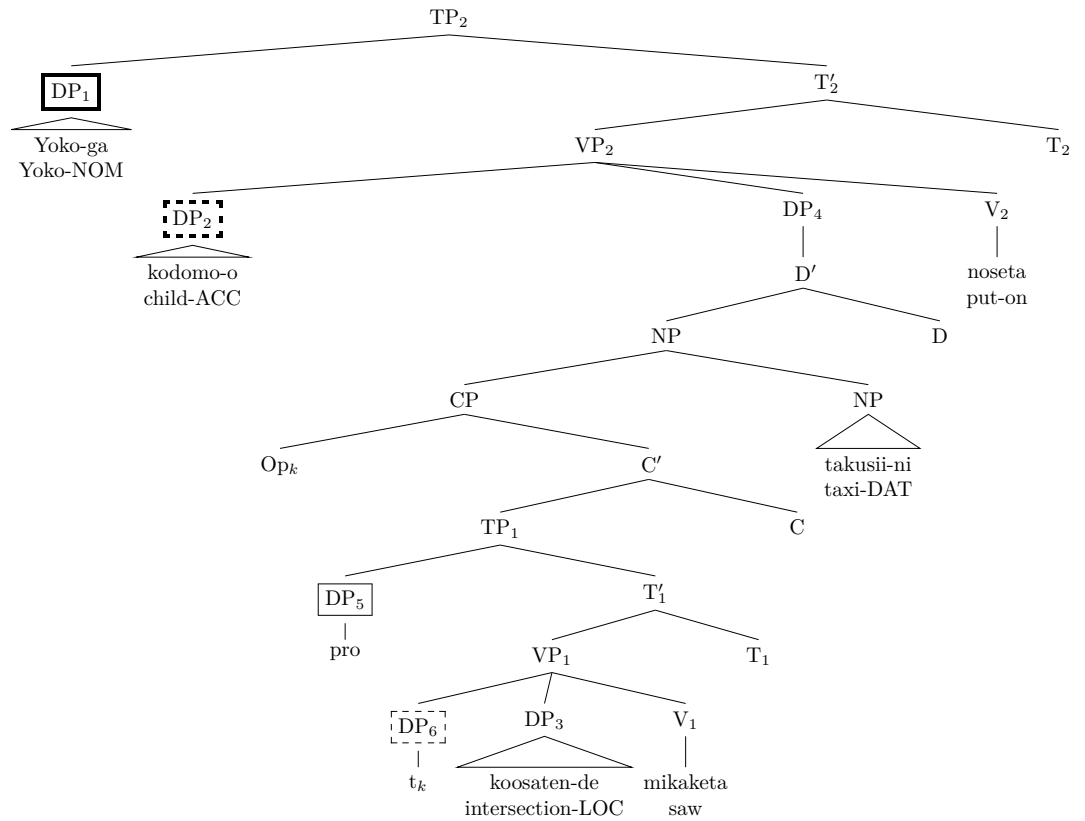 TP₂
DP₁ T′₂
Yoko-ga
Yoko-NOM
VP₂ T₂
DP₂ DP₄ V₂
kodomo-o
child-ACC
D′ noseta
put-on
NP D
CP NP
Opₖ C′ takusii-ni
taxi-DAT
TP₁ C
DP₅ T′₁
pro VP₁ T₁
DP₆ DP₃ V₁
tₖ koosaten-de mikaketa
intersection-LOC saw